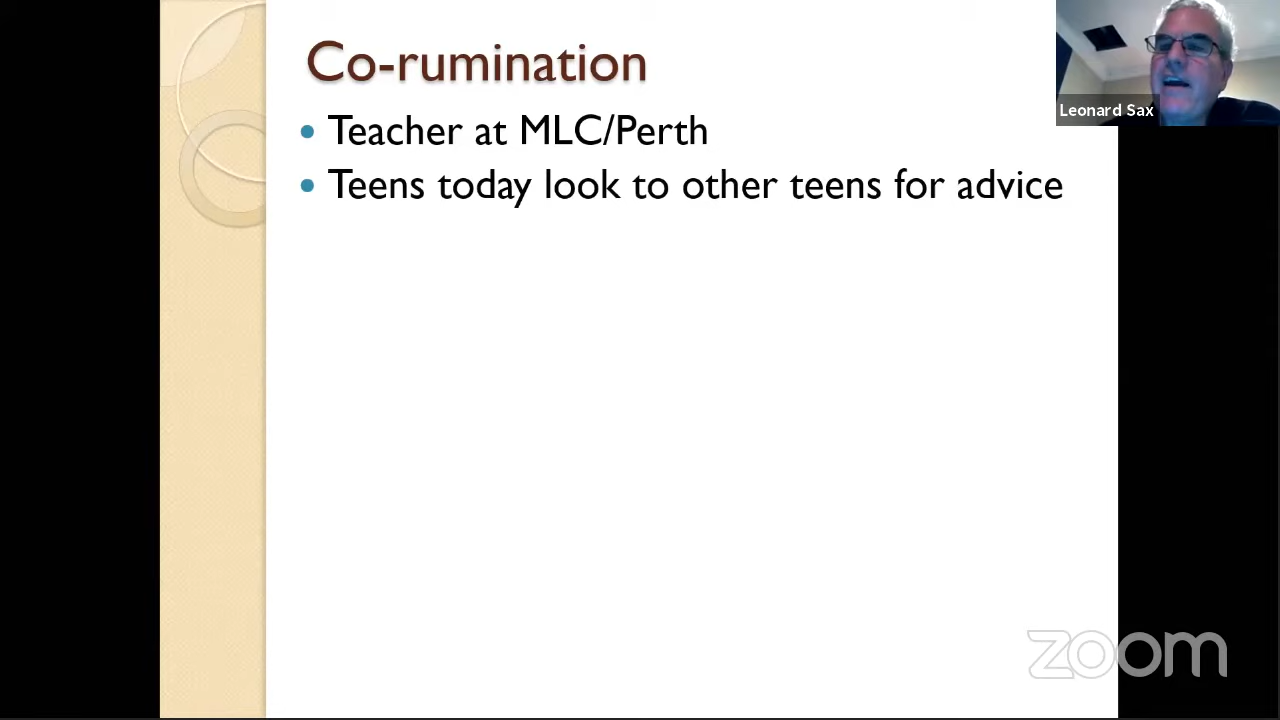 Co-rumination
Teacher at MLC/Perth
Teens today look to other teens for advice
Leonard Sax
zoom